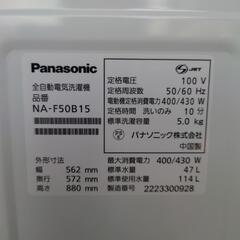 Panasonic
全自動電気洗濯機
品番
NA-F50B15
外形寸法
幅 562 mm
奥行 572 mm
高さ 880 mm
JET
定格電圧 100 V
定格周波数 50/60 Hz
電動機定格消費電力 400/430 W
定格時間 洗いのみ 10 分
標準洗濯容量 5.0 kg
パナソニック株式会社
中国製
最大消費電力 400/430 W
標準水量 47 L
標準使用水量 114 L
製造番号 2223300928